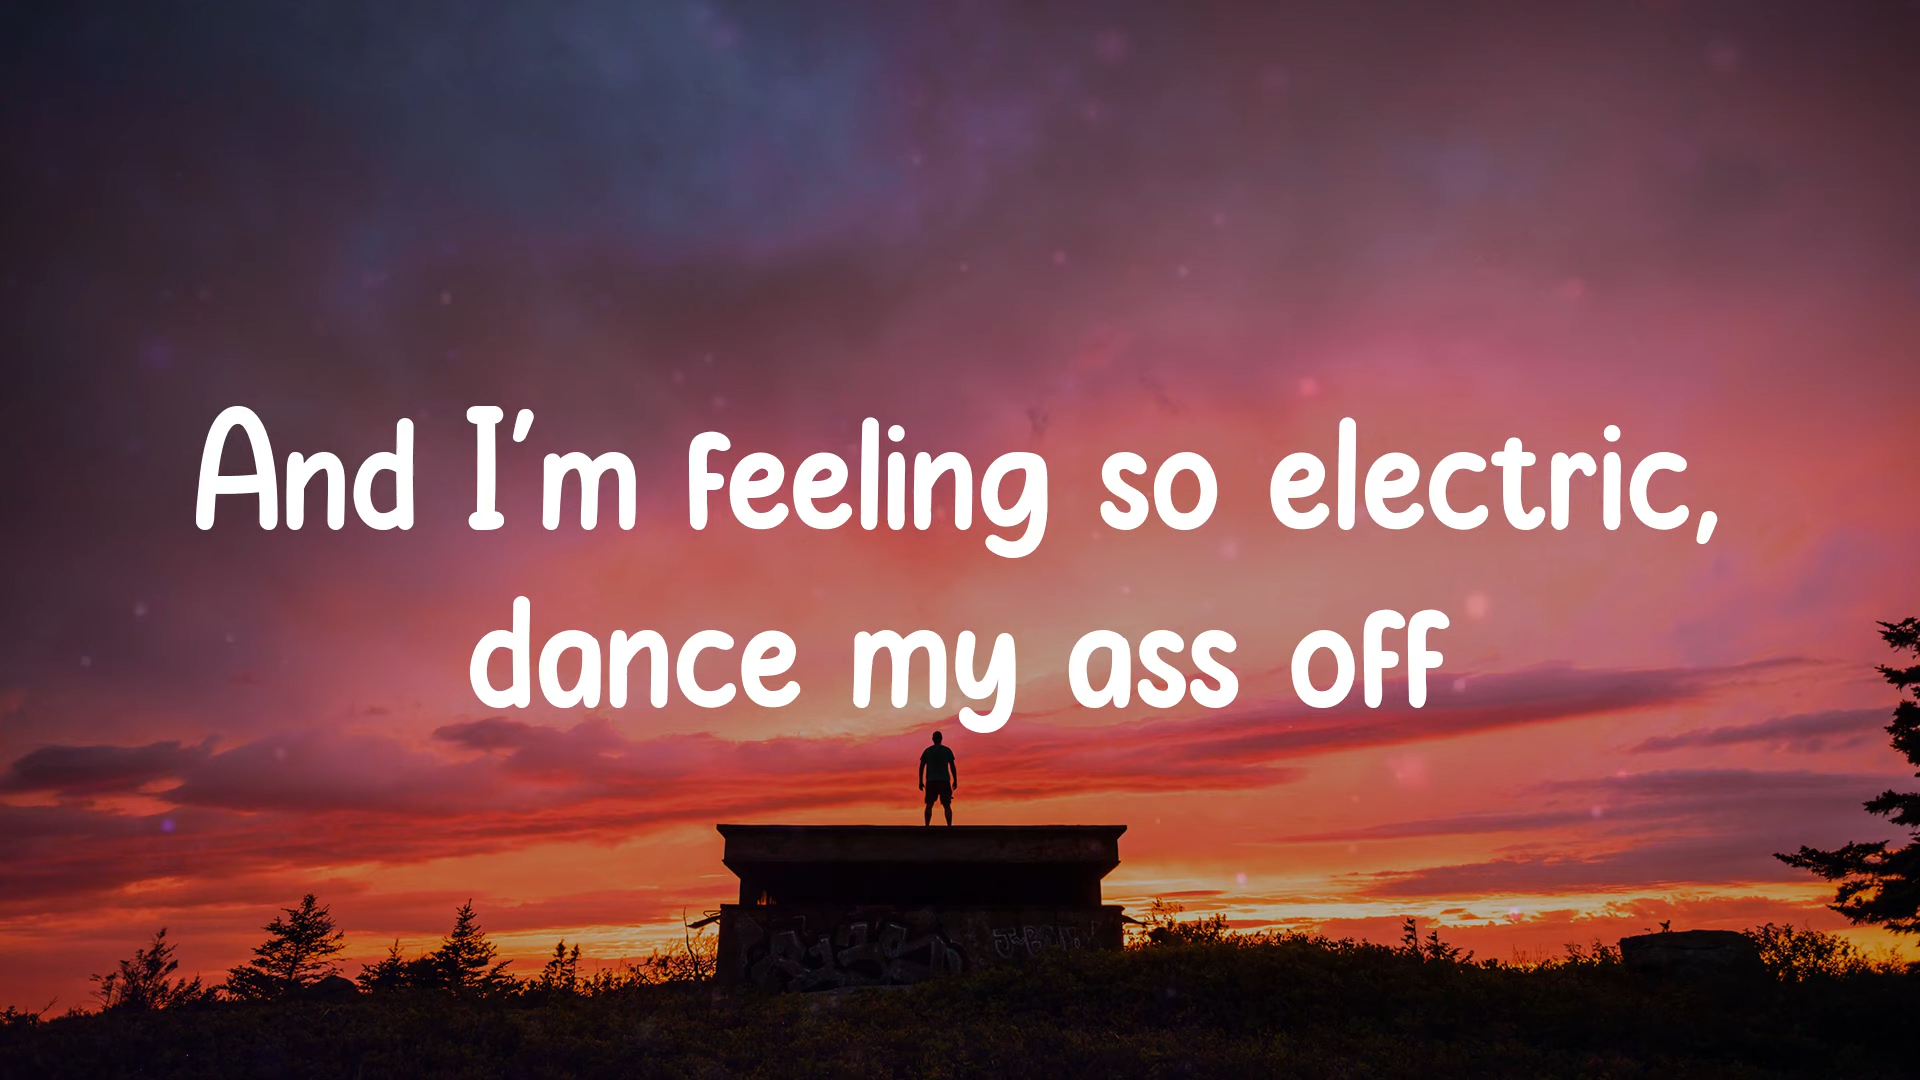 And I'm feeling so electric,
dance my ass off